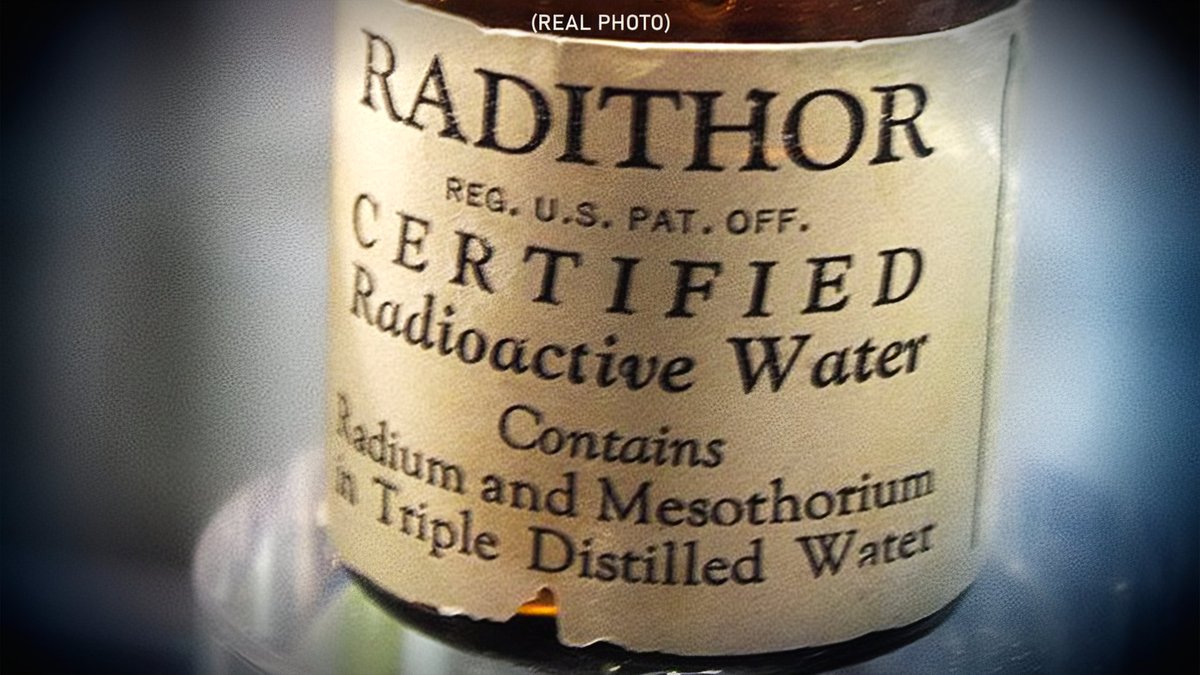 (REAL PHOTO)
RADITHOR
REG. U.S. PAT. OFF.
CERTIFIED
Radioactive Water
Contains
Radium and Mesothorium
in Triple Distilled Water